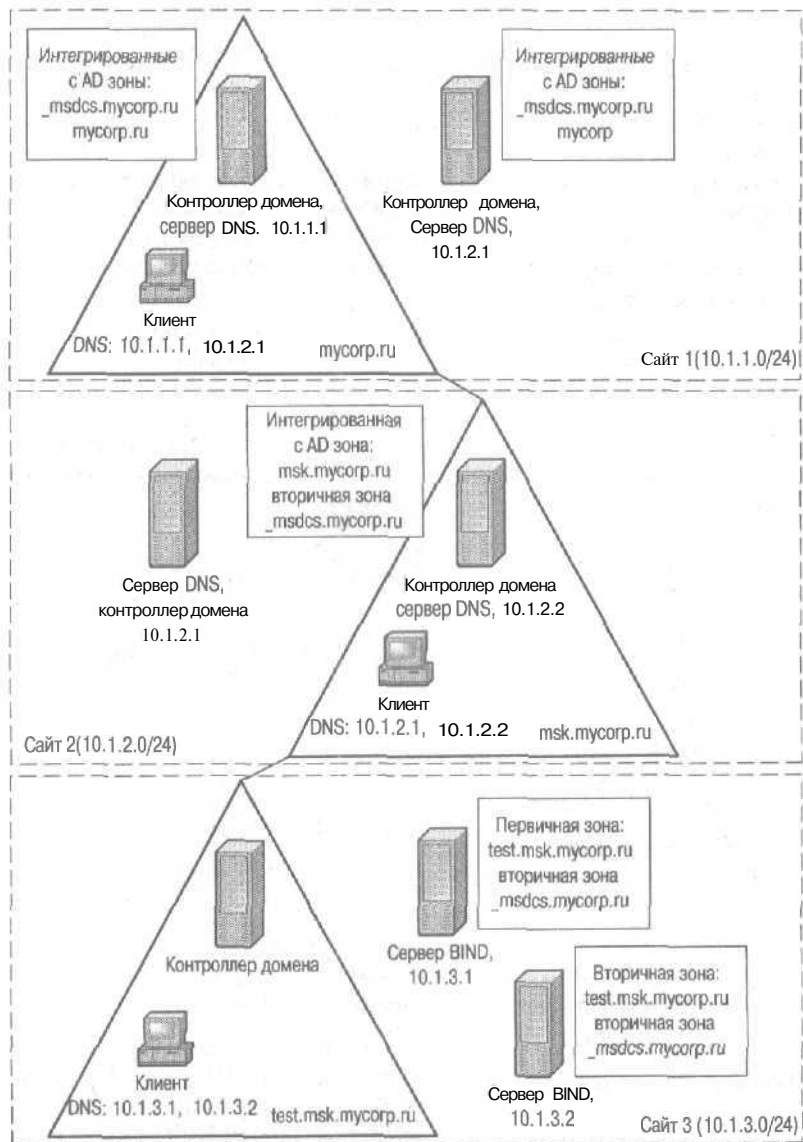 Интегрированные
с AD зоны:
_msdcs.mycorp.ru
mycorp.ru
Контроллер домена,
сервер DNS. 10.1.1.1
Клиент
DNS: 10.1.1.1, 10.1.2.1
mycorp.ru
Интегрированные
с AD зоны:
_msdcs.mycorp.ru
mycorp
Контроллер домена,
Сервер DNS,
10.1.2.1
Сайт 1(10.1.1.0/24)
Интегрированная
с AD зона:
msk.mycorp.ru
вторичная зона
_msdcs.mycorp.ru
Сервер DNS,
контроллер домена
10.1.2.1
Контроллер домена
сервер DNS, 10.1.2.2
Клиент
DNS: 10.1.2.1, 10.1.2.2
msk.mycorp.ru
Сайт 2(10.1.2.0/24)
Контроллер домена
Клиент
DNS: 10.1.3.1, 10.1.3.2
test.msk.mycorp.ru
Первичная зона:
test.msk.mycorp.ru
вторичная зона
_msdcs.mycorp.ru
Сервер BIND,
10.1.3.1
Вторичная зона:
test.msk.mycorp.ru
вторичная зона
_msdcs.mycorp.ru
Сервер BIND,
10.1.3.2
Сайт 3 (10.1.3.0/24)